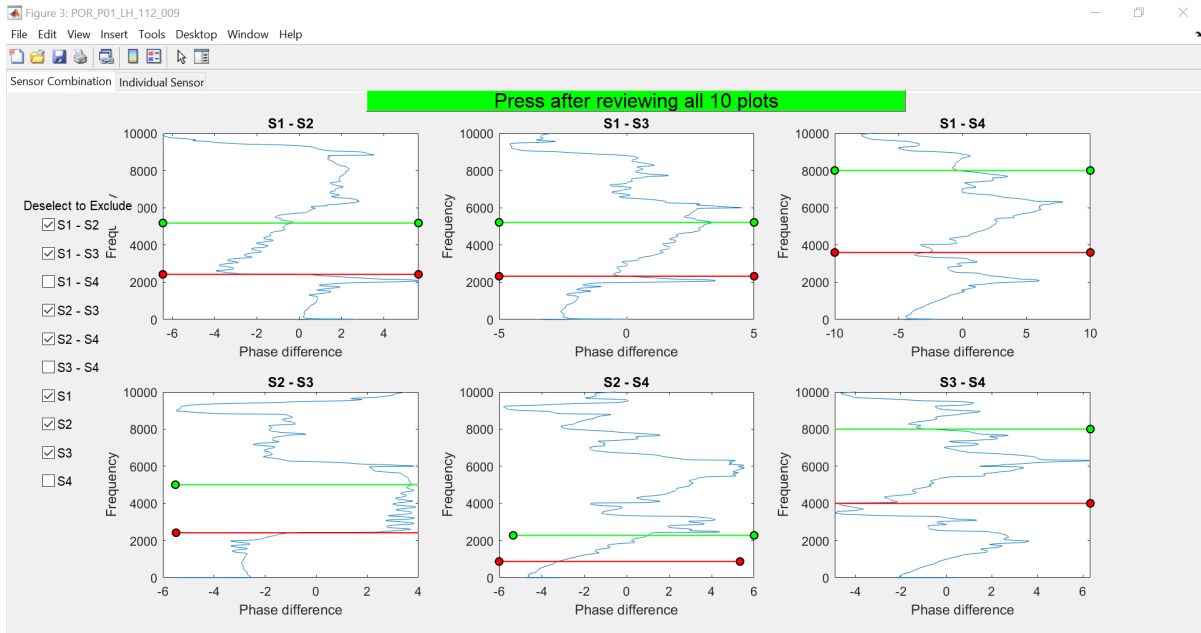 Figure 3: POR_P01_LH_112_009
File Edit View Insert Tools Desktop Window Help
Sensor Combination Individual Sensor
Press after reviewing all 10 plots
Deselect to Exclude
S1 - S2
S1 - S3
S1 - S4
S2 - S3
S2 - S4
S3 - S4
S1
S2
S3
S4
S1 - S2
10000
8000
4000
2000
0
-6 -4 -2 0 2 4
Phase difference
S1 - S3
Frequency
10000
8000
6000
4000
2000
0
-5 0 5
Phase difference
S1 - S4
Frequency
10000
8000
6000
4000
2000
0
-10 -5 0 5 10
Phase difference
S2 - S3
Frequency
10000
8000
6000
4000
2000
0
-6 -4 -2 0 2 4
Phase difference
S2 - S4
Frequency
10000
8000
6000
4000
2000
0
-6 -4 -2 0 2 4 6
Phase difference
S3 - S4
Frequency
10000
8000
6000
4000
2000
0
-4 -2 0 2 4 6
Phase difference